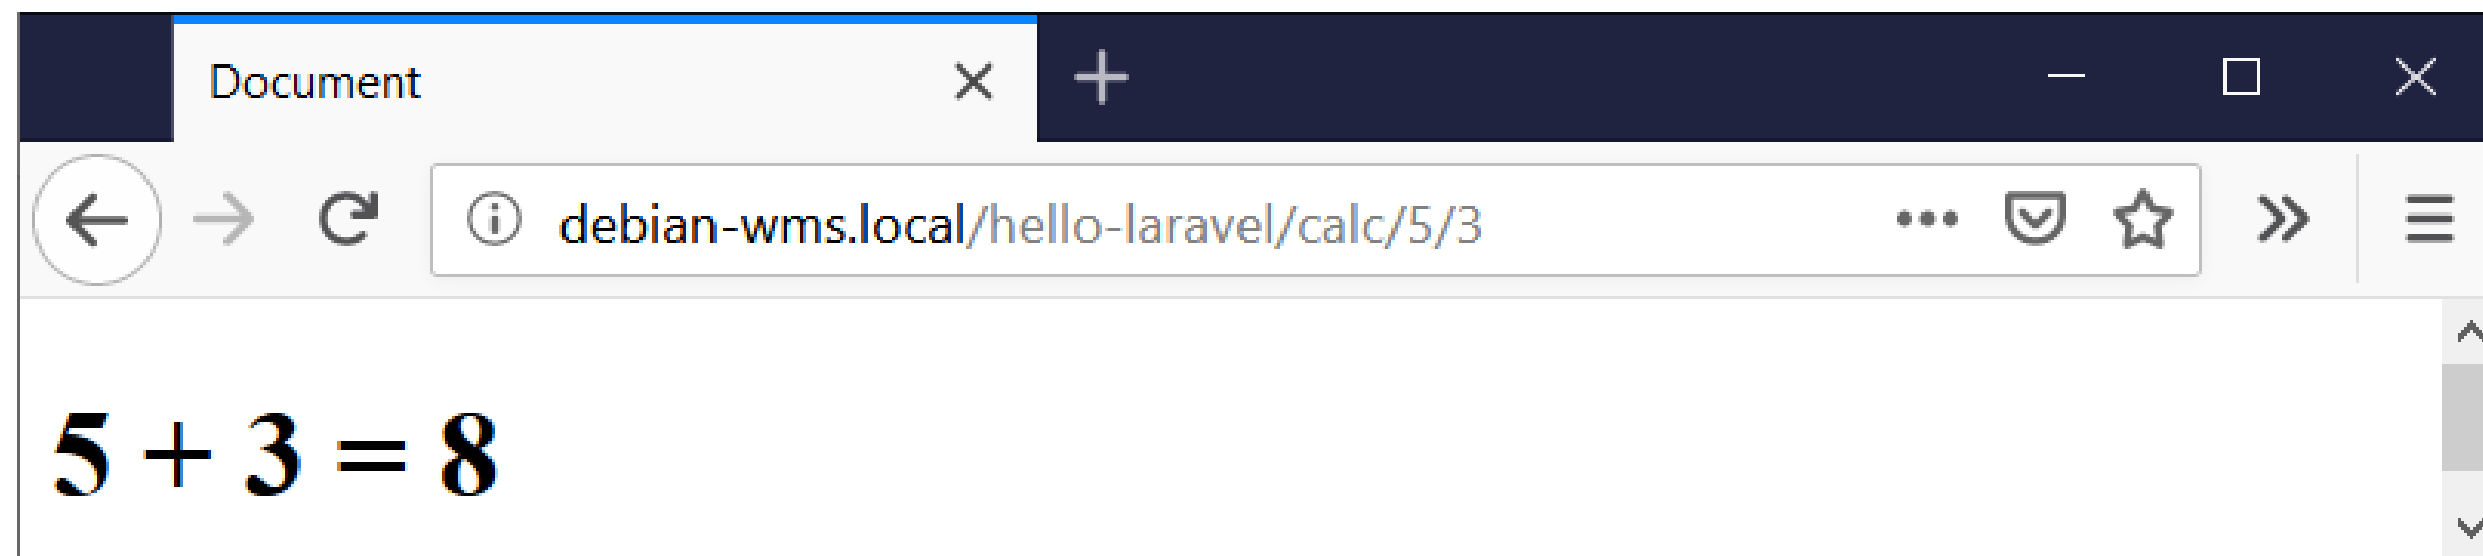 Document
debian-wms.local/hello-laravel/calc/5/3
5 + 3 = 8